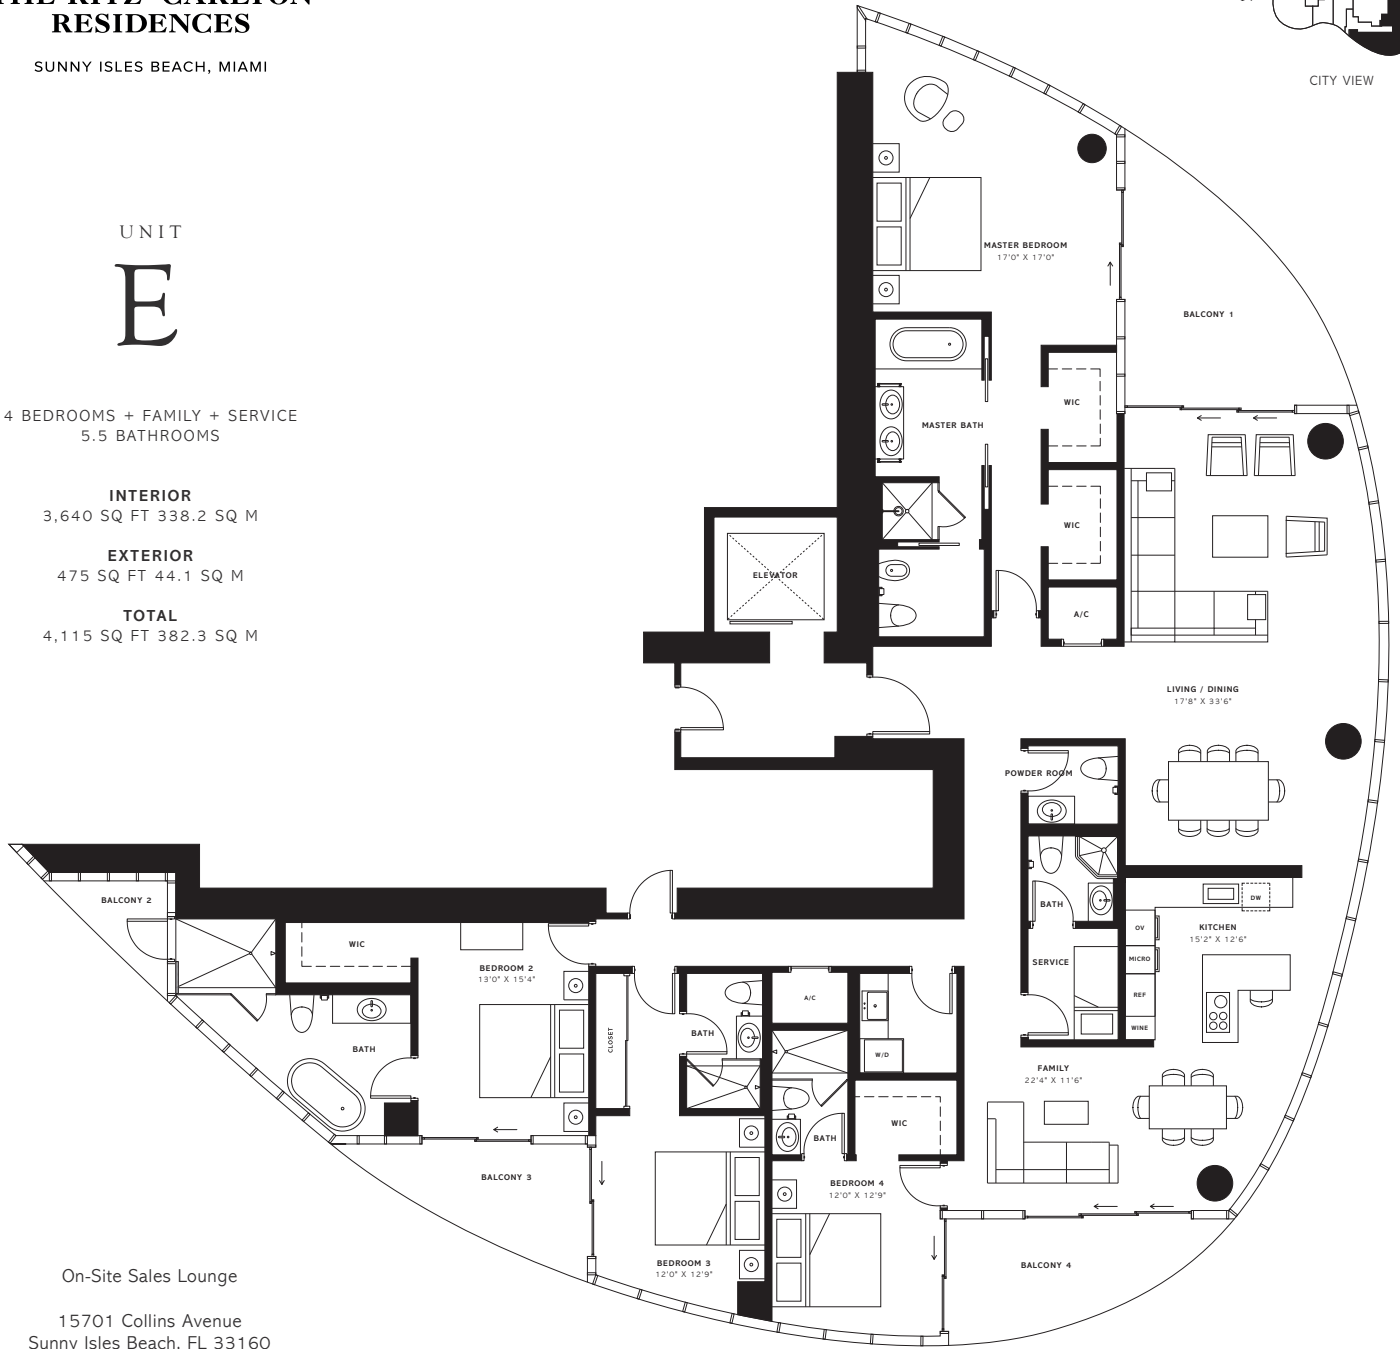 RESIDENCES
SUNNY ISLES BEACH, MIAMI
CITY VIEW
UNIT
E
4 BEDROOMS + FAMILY + SERVICE
5.5 BATHROOMS
INTERIOR
3,640 SQ FT 338.2 SQ M
EXTERIOR
475 SQ FT 44.1 SQ M
TOTAL
4,115 SQ FT 382.3 SQ M
MASTER BEDROOM
17'0" X 17'0"
BALCONY 1
WIC
MASTER BATH
WIC
ELEVATOR
A/C
LIVING / DINING
17'8" X 33'6"
POWDER ROOM
BALCONY 2
BATH
DW
OV
KITCHEN
15'2" X 12'6"
WIC
MICRO
SERVICE
BEDROOM 2
13'0" X 15'4"
REF
A/C
WINE
CLOSET
BATH
BATH
W/D
FAMILY
22'4" X 11'6"
WIC
BATH
BALCONY 3
BEDROOM 4
12'0" X 12'9"
BEDROOM 3
12'0" X 12'9"
BALCONY 4
On-Site Sales Lounge
15701 Collins Avenue
Sunny Isles Beach, FL 33160